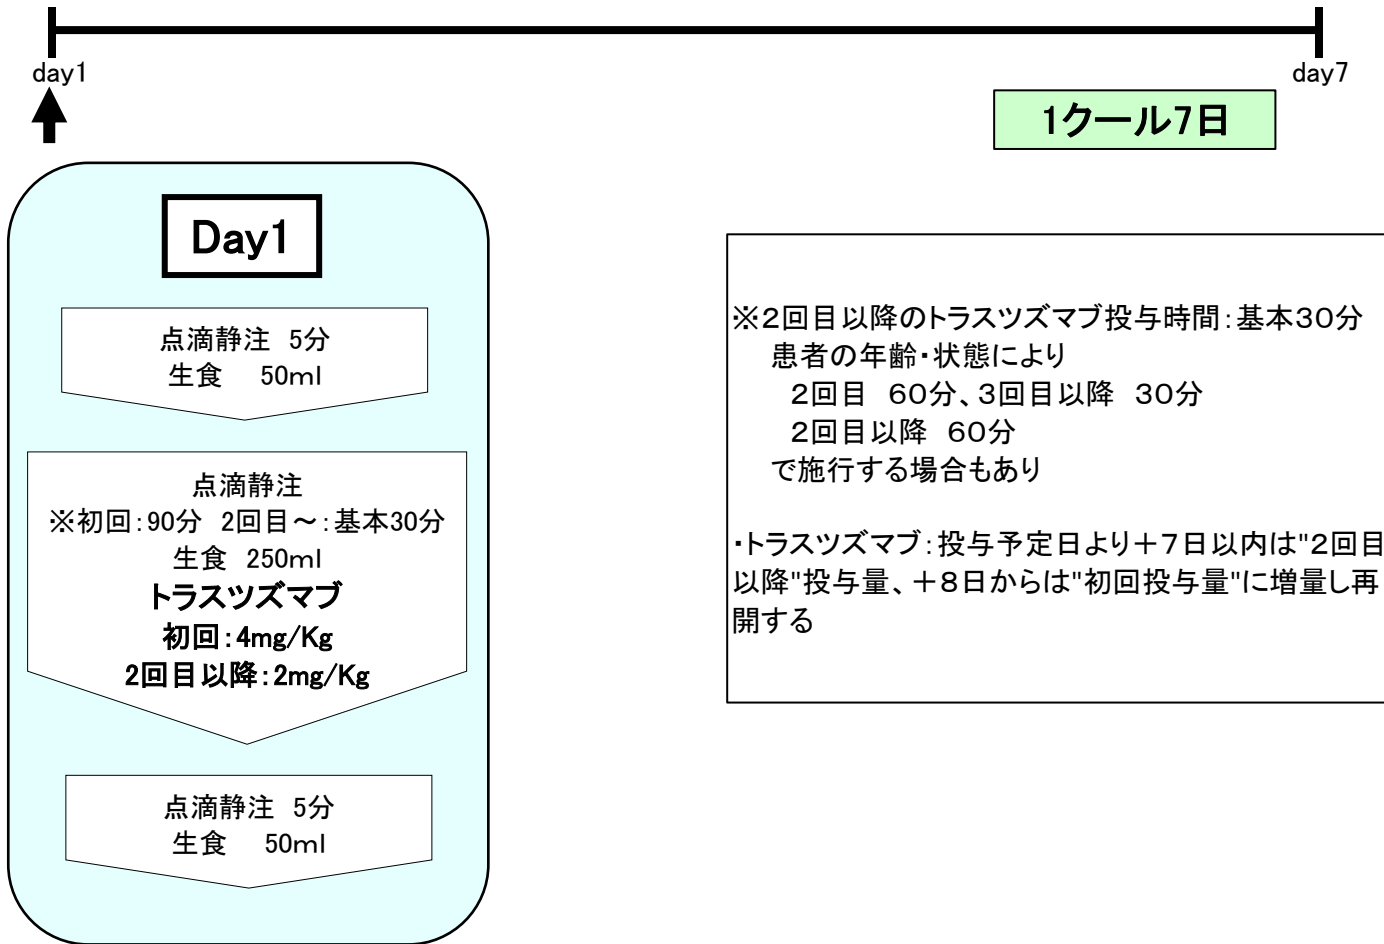 day1
day7
1クール7日
Day1
点滴静注 5分
生食 50ml
点滴静注
※初回:90分 2回目~:基本30分
生食 250ml
トラスツズマブ
初回:4mg/Kg
2回目以降:2mg/Kg
点滴静注 5分
生食 50ml
※2回目以降のトラスツズマブ投与時間:基本30分
患者の年齢・状態により
2回目 60分、3回目以降 30分
2回目以降 60分
で施行する場合もあり
・トラスツズマブ:投与予定日より+7日以内は"2回目
以降"投与量、+8日からは"初回投与量"に増量し再
開する